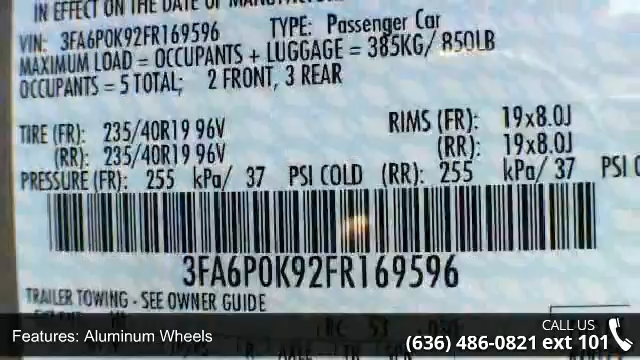 IN EFFECT ON THE DATE OF
VIN: 3FA6P0K92FR169596 TYPE: Passenger Car
MAXIMUM LOAD = OCCUPANTS + LUGGAGE = 385KG/ 850LB
OCCUPANTS = 5 TOTAL; 2 FRONT, 3 REAR
TIRE (FR): 235/40R19 96V RIMS (FR): 19x8.0J
(RR): 235/40R19 96V (RR): 19x8.0J
PRESSURE (FR): 255 kPa/ 37 PSI COLD (RR): 255 kPa/ 37 PSI
3FA6P0K92FR169596
TRAILER TOWING - SEE OWNER GUIDE
Features: Aluminum Wheels
CALL US
(636) 486-0821 ext 101